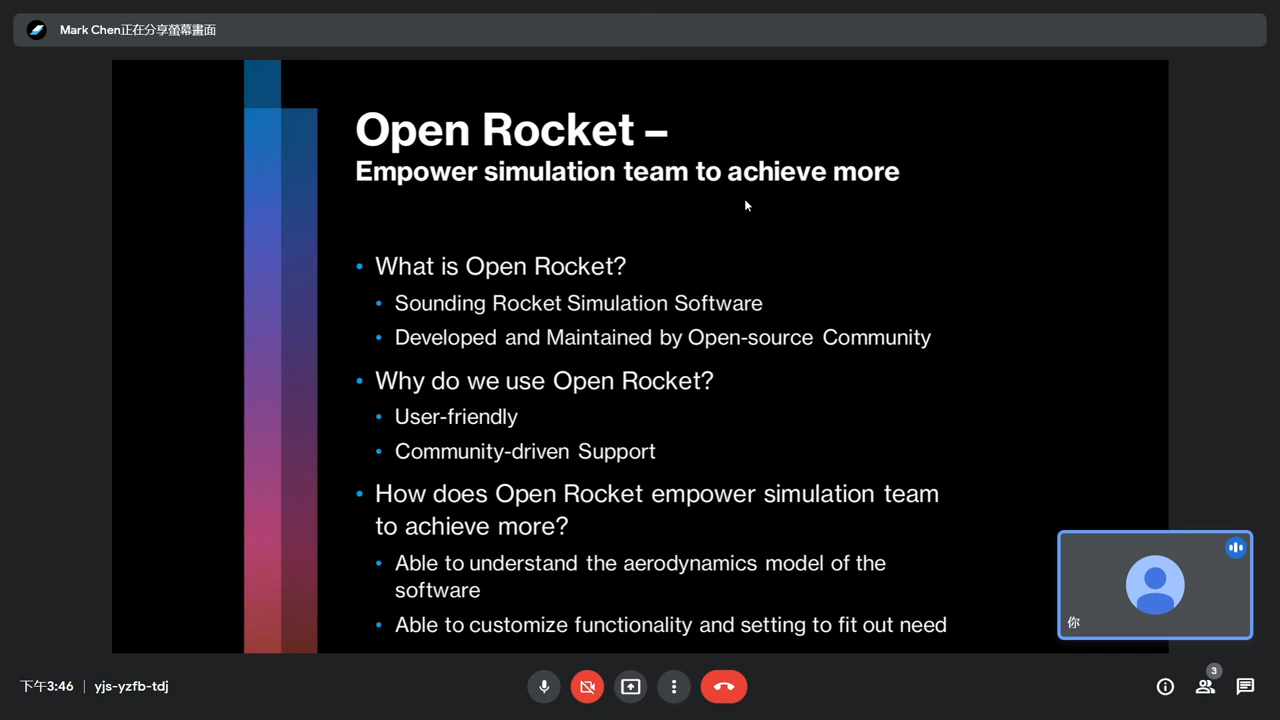 Mark Chen正在分享螢幕畫面
Open Rocket –
Empower simulation team to achieve more
• What is Open Rocket?
• Sounding Rocket Simulation Software
• Developed and Maintained by Open-source Community
• Why do we use Open Rocket?
• User-friendly
• Community-driven Support
• How does Open Rocket empower simulation team
to achieve more?
• Able to understand the aerodynamics model of the
software
• Able to customize functionality and setting to fit out need
你
下午3:46 | yjs-yzfb-tdj
3